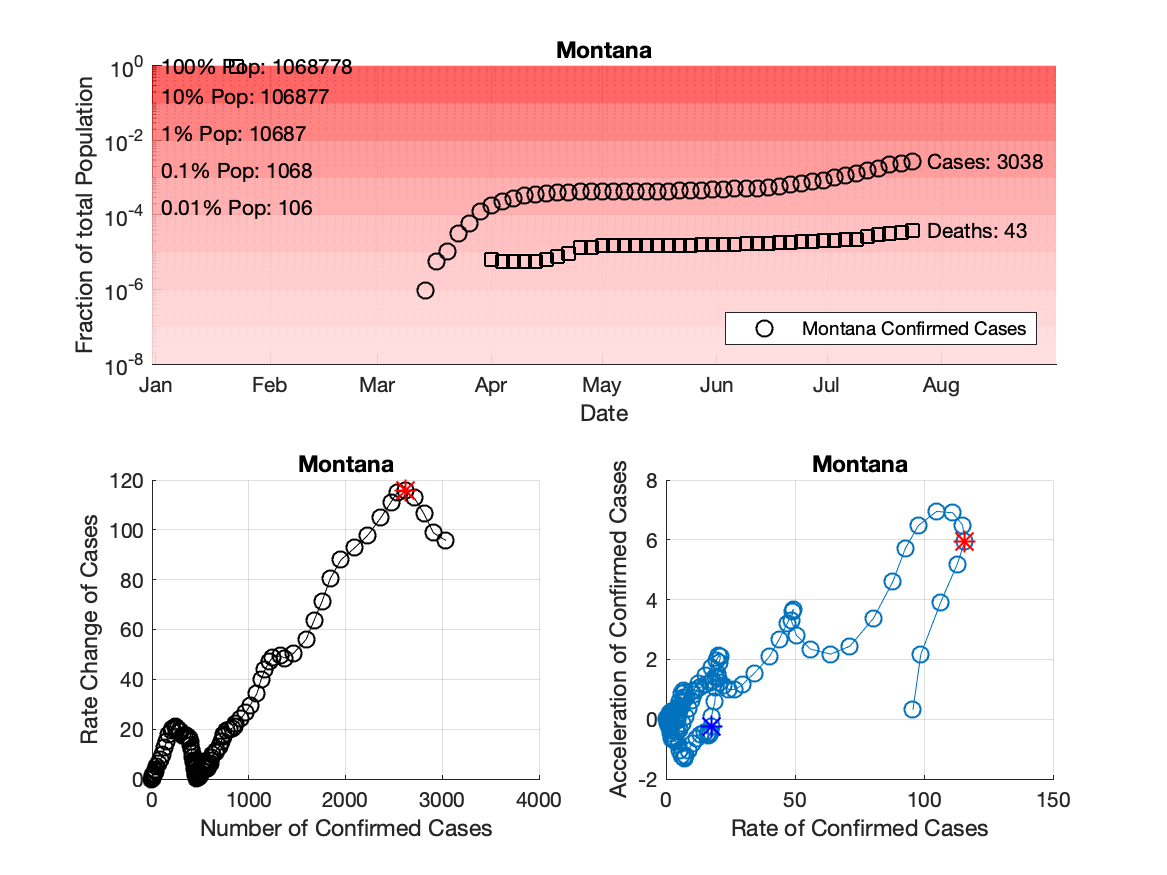 Montana
Fraction of total Population
10^0
10^-2
10^-4
10^-6
10^-8
100% Pop: 1068778
10% Pop: 106877
1% Pop: 10687
0.1% Pop: 1068
0.01% Pop: 106
Cases: 3038
Deaths: 43
Montana Confirmed Cases
Jan Feb Mar Apr May Jun Jul Aug
Date
Montana
Rate Change of Cases
120
100
80
60
40
20
0
0 1000 2000 3000 4000
Number of Confirmed Cases
Montana
Acceleration of Confirmed Cases
8
6
4
2
0
-2
0 50 100 150
Rate of Confirmed Cases